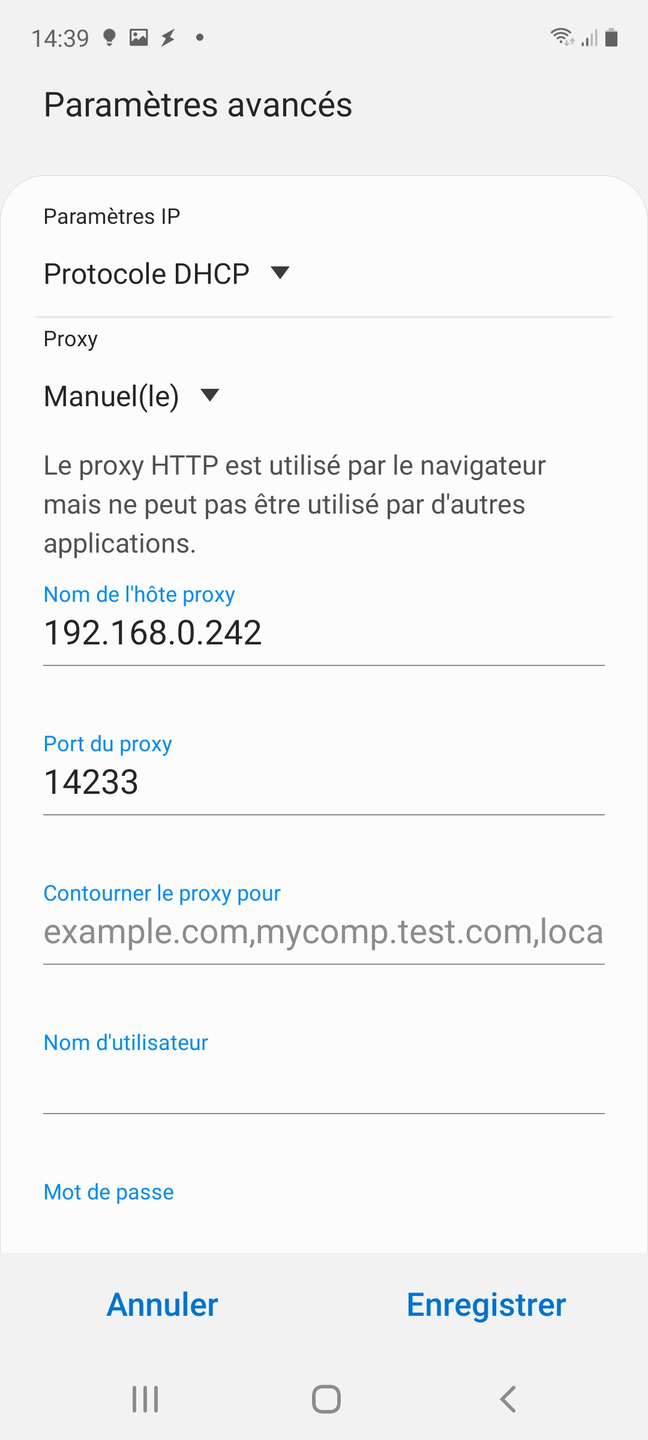 14:39
Paramètres avancés
Paramètres IP
Protocole DHCP
Proxy
Manuel(le)
Le proxy HTTP est utilisé par le navigateur
mais ne peut pas être utilisé par d'autres
applications.
Nom de l'hôte proxy
192.168.0.242
Port du proxy
14233
Contourner le proxy pour
example.com,mycomp.test.com,loca
Nom d'utilisateur
Mot de passe
Annuler
Enregistrer